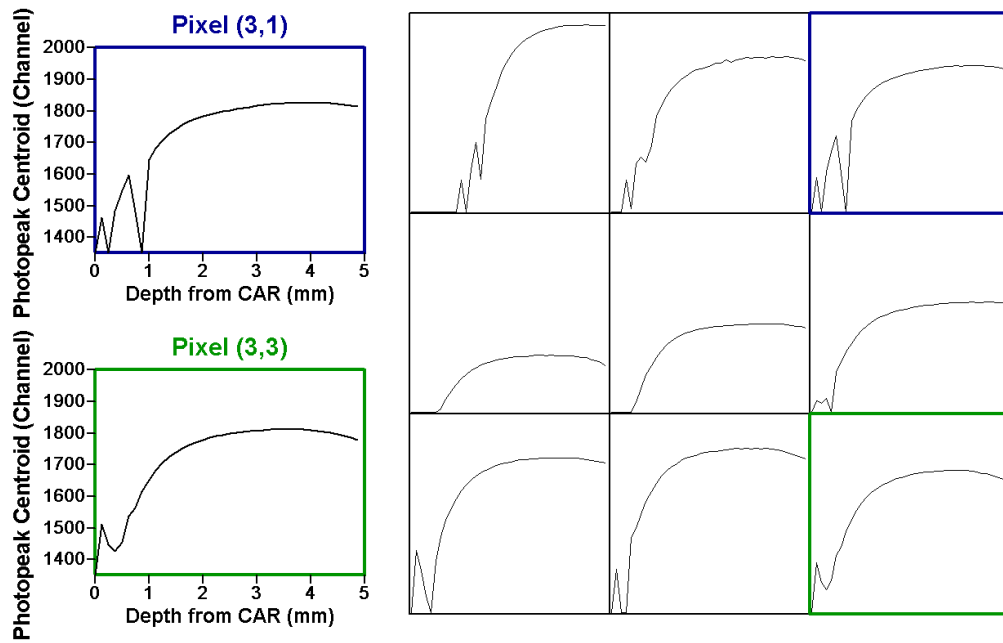 Pixel (3,1)
Photopeak Centroid (Channel)
2000
1900
1800
1700
1600
1500
1400
0 1 2 3 4 5
Depth from CAR (mm)
Pixel (3,3)
Photopeak Centroid (Channel)
2000
1900
1800
1700
1600
1500
1400
0 1 2 3 4 5
Depth from CAR (mm)